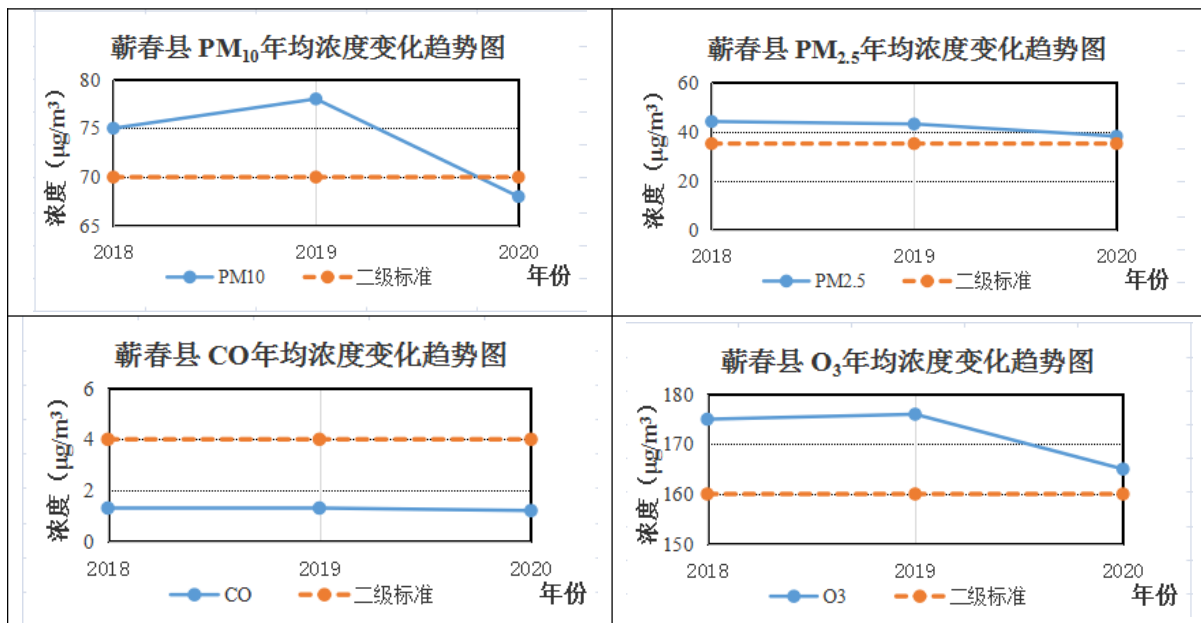 蕲春县 PM₁₀年均浓度变化趋势图
浓度（μg/m³）
80
75
70
65
2018
2019
2020
PM10
二级标准
年份
蕲春县 PM₂.₅年均浓度变化趋势图
浓度（μg/m³）
60
40
20
0
2018
2019
2020
PM2.5
二级标准
年份
蕲春县 CO年均浓度变化趋势图
浓度（μg/m³）
6
4
2
0
2018
2019
2020
CO
二级标准
年份
蕲春县 O₃年均浓度变化趋势图
浓度（μg/m³）
180
170
160
150
2018
2019
2020
O3
二级标准
年份